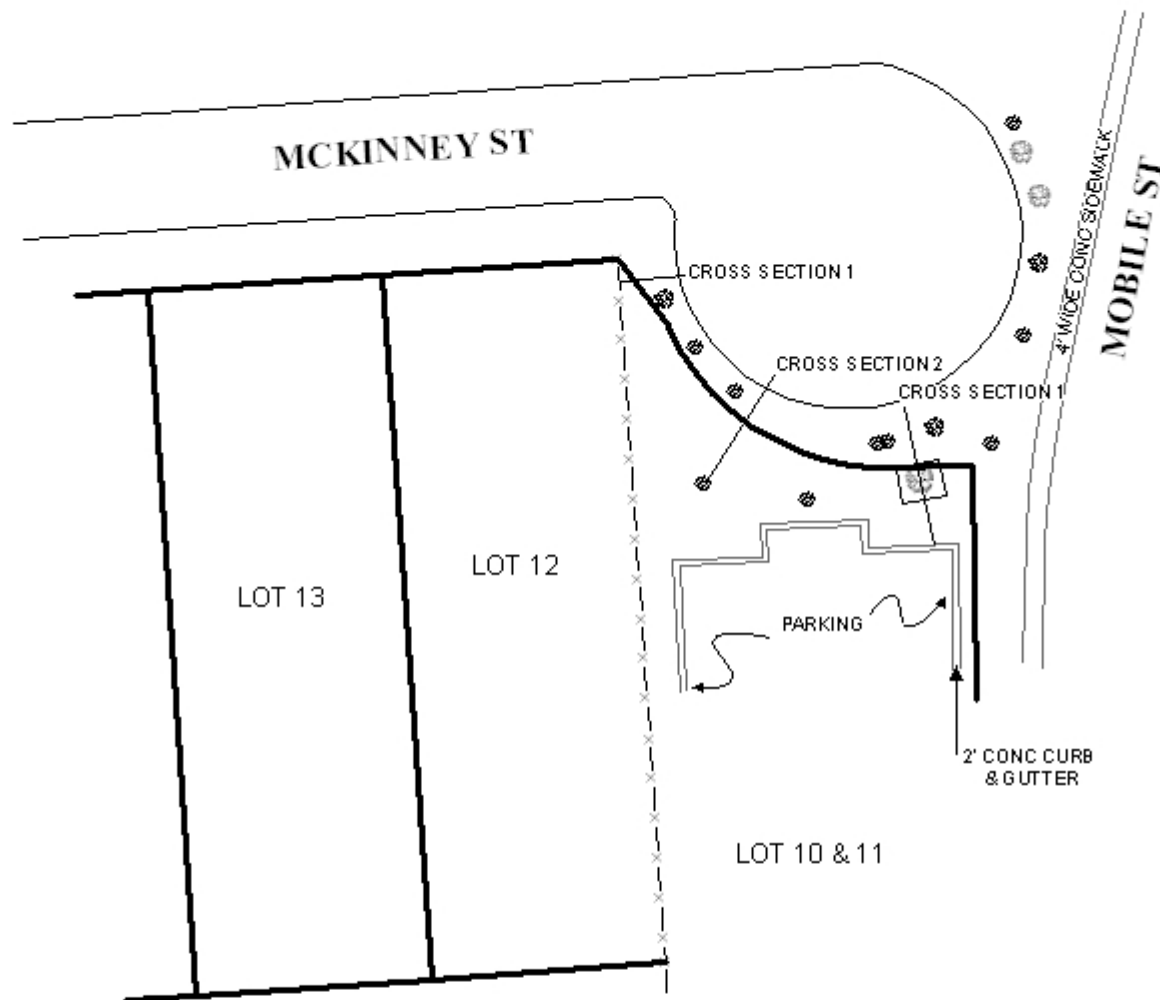 MCKINNEY ST
4' WIDE CONC SIDEWALK
MOBILE ST
CROSS SECTION 1
CROSS SECTION 2
CROSS SECTION 1
LOT 12
LOT 13
PARKING
2' CONC CURB
& GUTTER
LOT 10 & 11